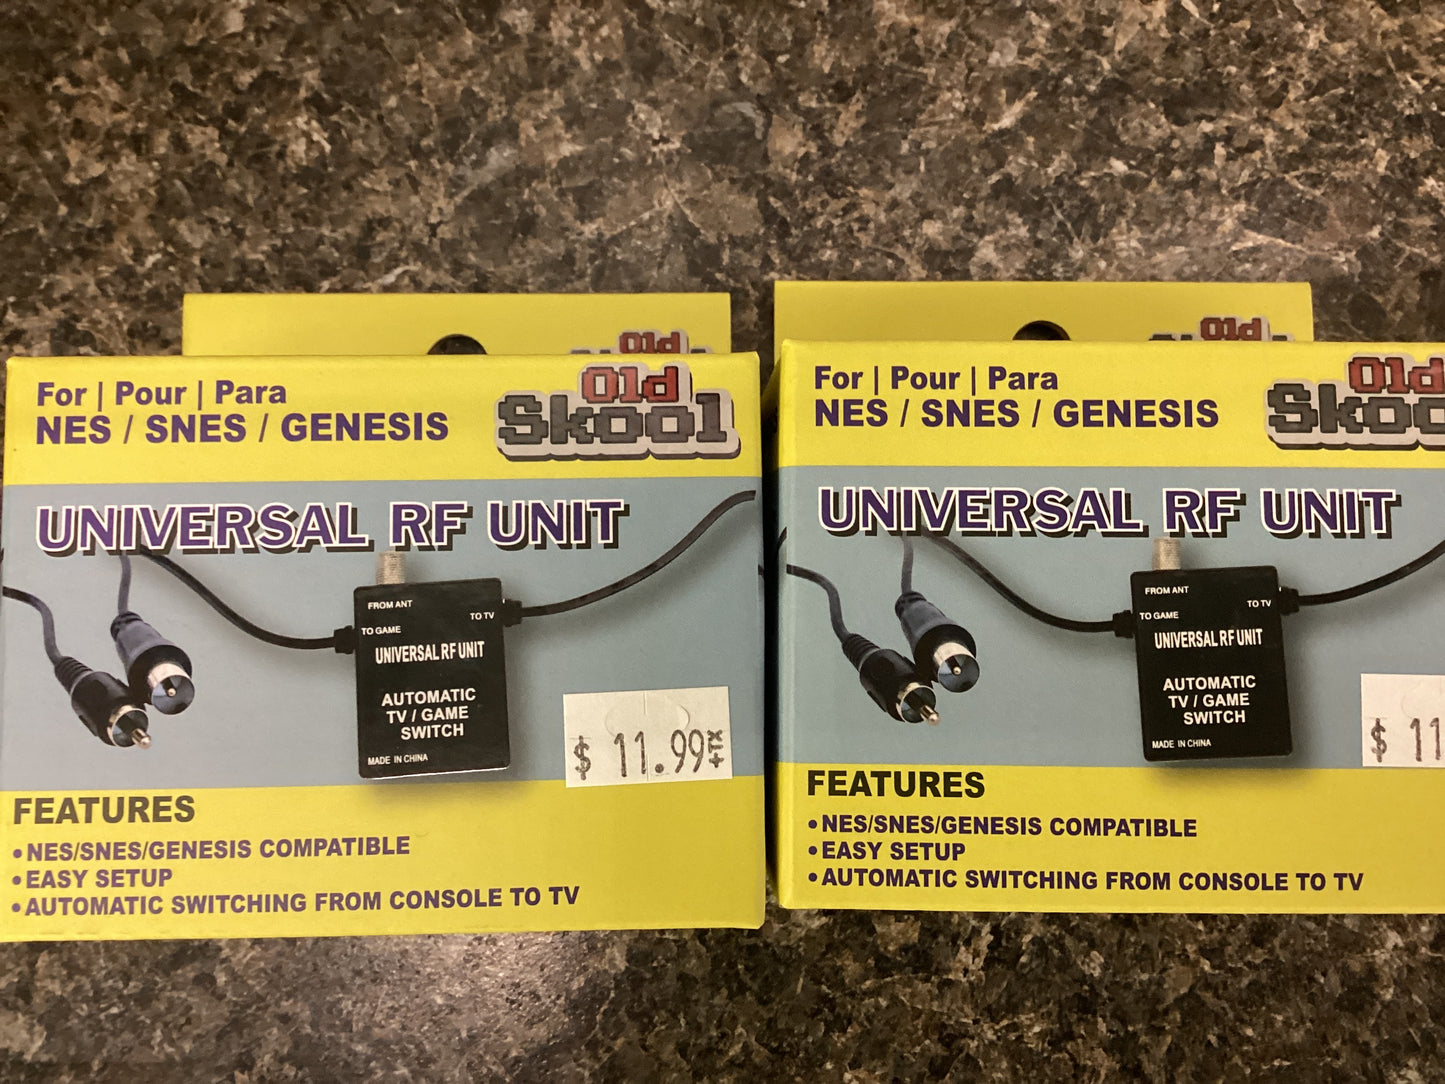 Old
For | Pour | Para
NES / SNES / GENESIS
Old
Skool
UNIVERSAL RF UNIT
FROM ANT
TO TV
TO GAME
UNIVERSAL RF UNIT
AUTOMATIC
TV / GAME
SWITCH
MADE IN CHINA
$ 11.99+TX
FEATURES
•NES/SNES/GENESIS COMPATIBLE
•EASY SETUP
•AUTOMATIC SWITCHING FROM CONSOLE TO TV
Old
For | Pour | Para
NES / SNES / GENESIS
Old
Skoo
UNIVERSAL RF UNIT
FROM ANT
TO TV
TO GAME
UNIVERSAL RF UNIT
AUTOMATIC
TV / GAME
SWITCH
MADE IN CHINA
$ 11
FEATURES
•NES/SNES/GENESIS COMPATIBLE
•EASY SETUP
•AUTOMATIC SWITCHING FROM CONSOLE TO TV